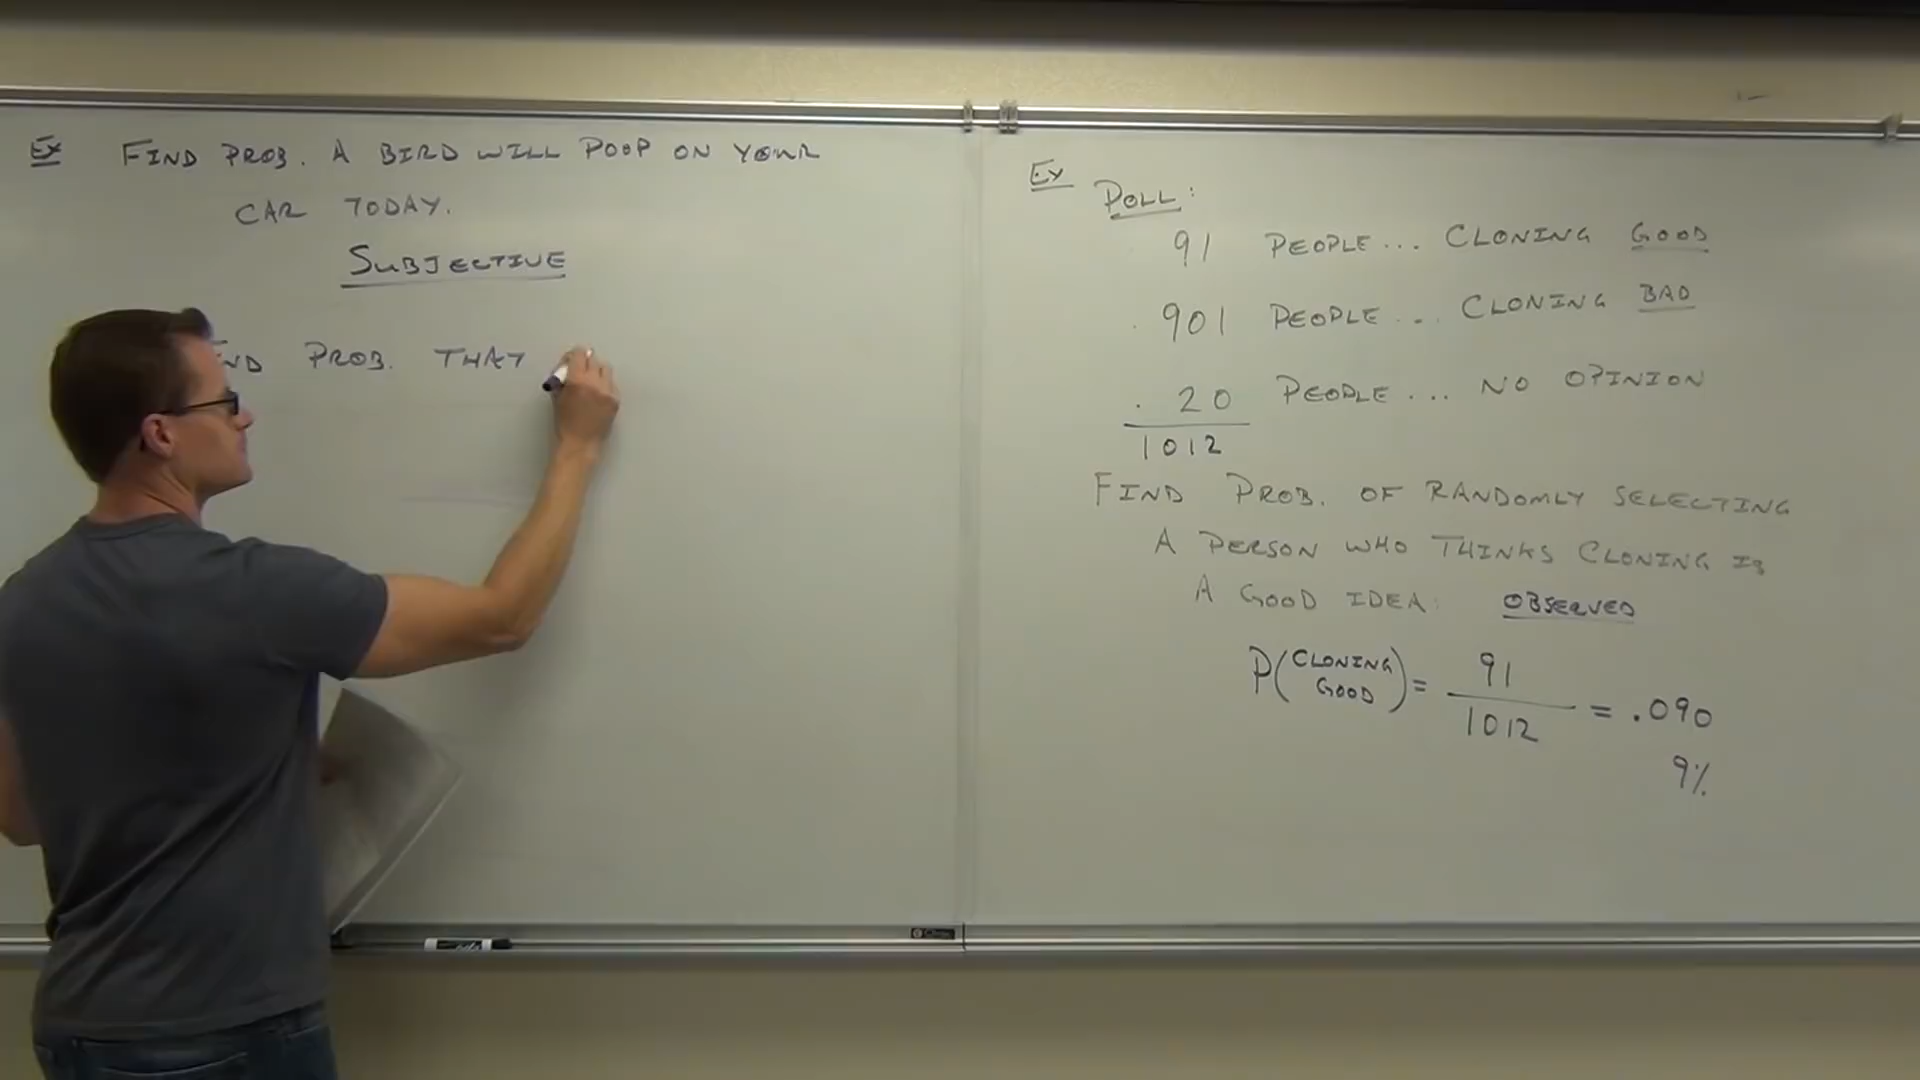 Ex FIND PROB. A BIRD WILL POOP ON YOUR
CAR TODAY.
SUBJECTIVE
ND PROB. THAT
Ex
POLL:
91 PEOPLE... CLONING GOOD
901 PEOPLE... CLONING BAD
20 PEOPLE... NO OPINION
1012
FIND PROB. OF RANDOMLY SELECTING
A PERSON WHO THINKS CLONING IS
A GOOD IDEA: OBSERVED
P(CLONING GOOD) = 91/1012 = .090
9%